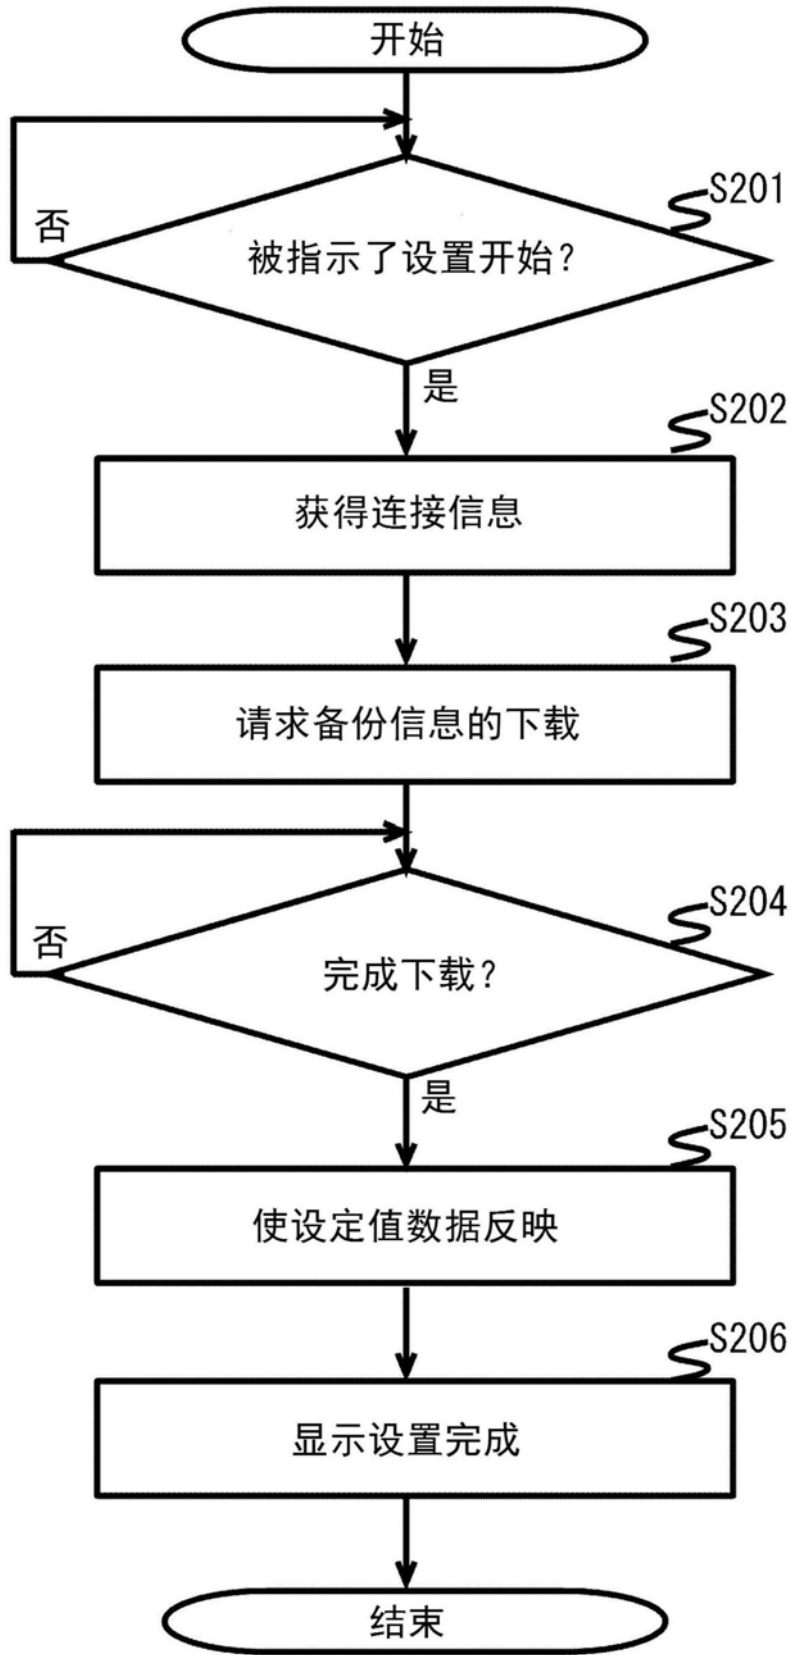 开始
S201
否
被指示了设置开始?
是
S202
获得连接信息
S203
请求备份信息的下载
S204
否
完成下载?
是
S205
使设定值数据反映
S206
显示设置完成
结束